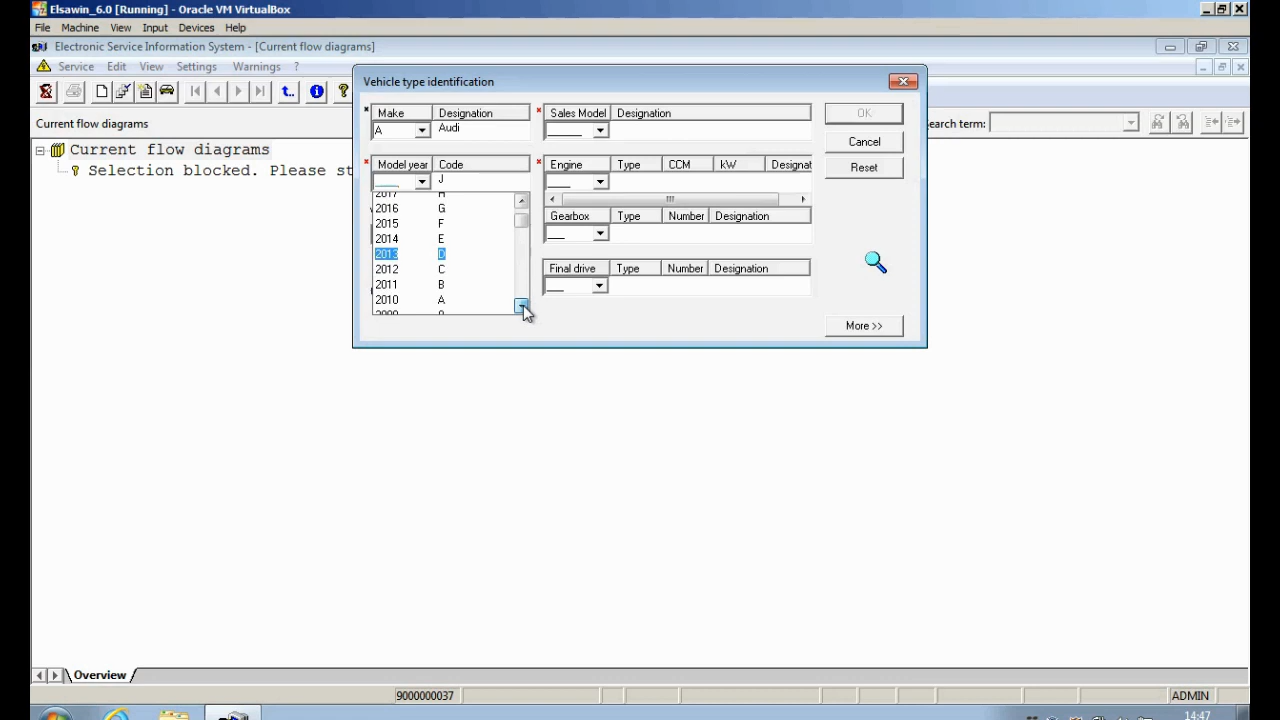 Elsawin_6.0 [Running] - Oracle VM VirtualBox
File Machine View Input Devices Help
Electronic Service Information System - [Current flow diagrams]
Service Edit View Settings Warnings ?
Vehicle type identification
Current flow diagrams
earch term:
Current flow diagrams
Selection blocked. Please st
Make Designation
A Audi
Sales Model Designation
OK
Cancel
Reset
Model year Code
J
Engine Type CCM kW Designat
2017 H
2016 G
2015 F
2014 E
2013 D
2012 C
2011 B
2010 A
2009 9
Gearbox Type Number Designation
Final drive Type Number Designation
More >>
Overview
9000000037
ADMIN
14:47